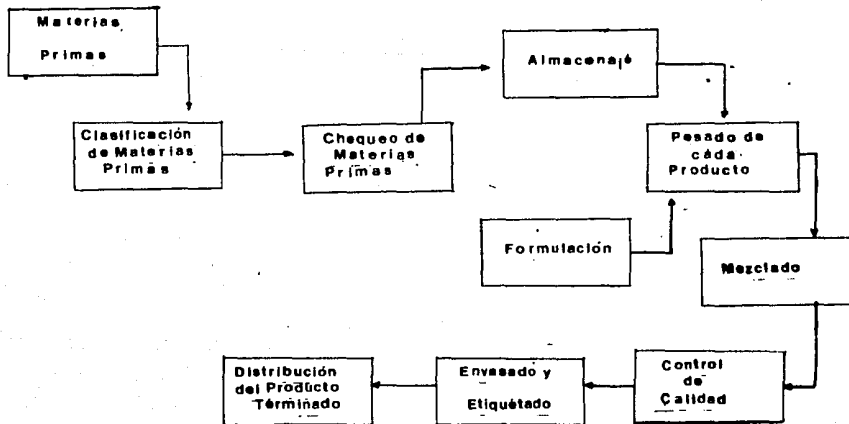 Materias
Primas
Clasificación
de Materias
Primas
Chequeo de
Materias
Primas
Almacenaje
Pesado de
cada
Producto
Formulación
Mezclado
Control
de
Calidad
Envasado y
Etiquetado
Distribución
del Producto
Terminado